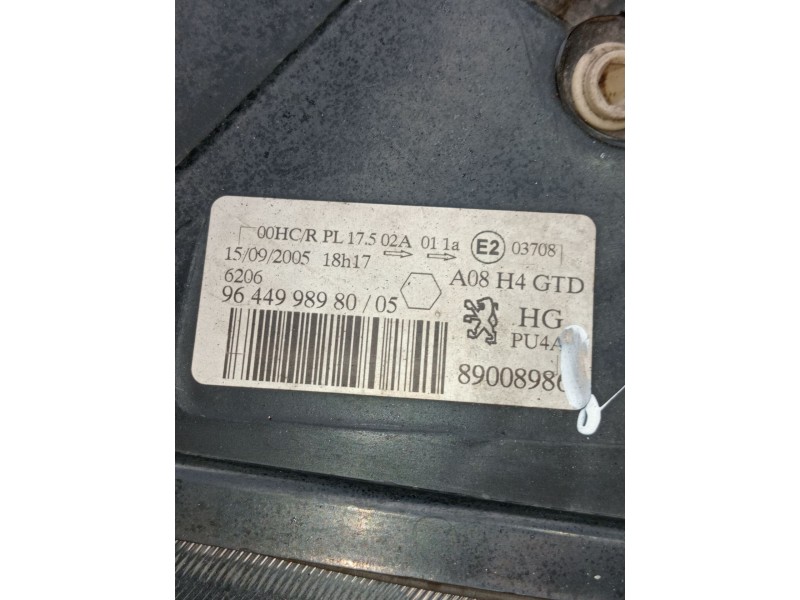 00HC/R PL 17.5 02A 01 1a E2 03708
15/09/2005 18h17
6206
A08 H4 GTD
96 449 989 80 / 05
HG
PU4A
8900898